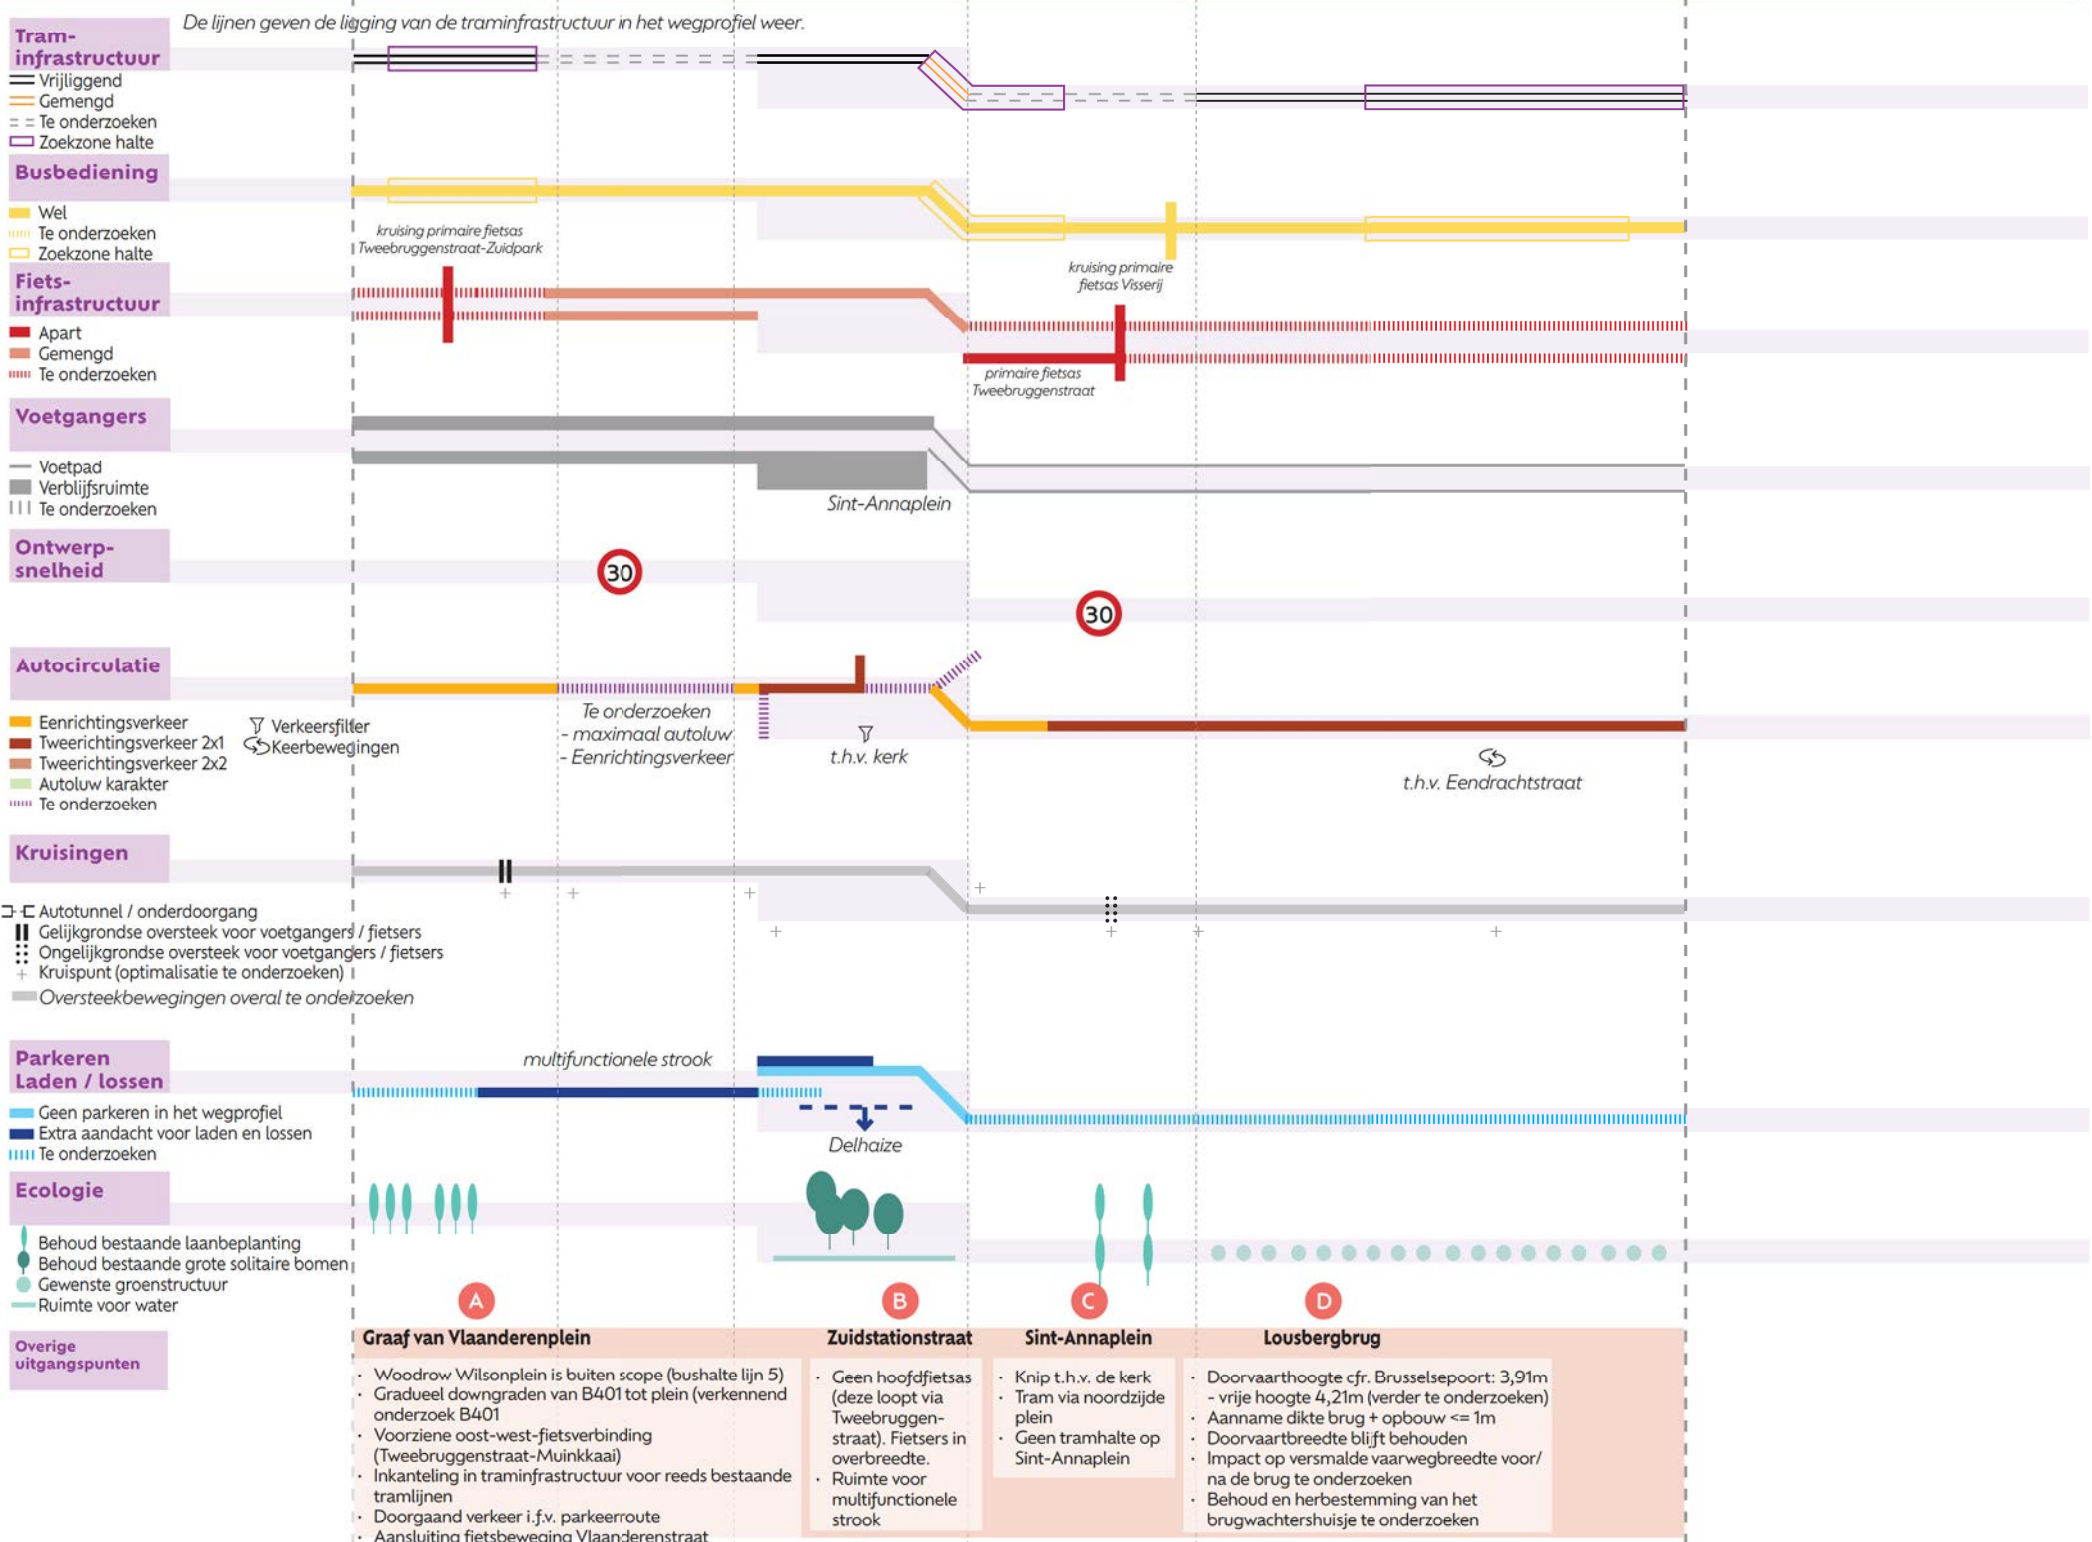 De lijnen geven de ligging van de traminfrastructuur in het wegprofiel weer.
Tram-
infrastructuur
Vrijliggend
Gemengd
Te onderzoeken
Zoekzone halte
Busbediening
Wel
Te onderzoeken
Zoekzone halte
kruising primaire fietsas
Tweebruggenstraat-Zuidpark
kruising primaire
fietsas Visserij
Fiets-
infrastructuur
Apart
Gemengd
Te onderzoeken
primaire fietsas
Tweebruggenstraat
Voetgangers
Voetpad
Verblijfsruimte
Te onderzoeken
Sint-Annaplein
Ontwerp-
snelheid
30
30
Autocirculatie
Eenrichtingsverkeer
Tweerichtingsverkeer 2x1
Tweerichtingsverkeer 2x2
Autoluw karakter
Te onderzoeken
Verkeersfilter
Keerbewegingen
Te onderzoeken
- maximaal autoluw
- Eenrichtingsverkeer
t.h.v. kerk
t.h.v. Eendrachtstraat
Kruisingen
Autotunnel / onderdoorgang
Gelijkgrondse oversteek voor voetgangers / fietsers
Ongelijkgrondse oversteek voor voetgangers / fietsers
Kruispunt (optimalisatie te onderzoeken)
Oversteekbewegingen overal te onderzoeken
Parkeren
Laden / lossen
Geen parkeren in het wegprofiel
Extra aandacht voor laden en lossen
Te onderzoeken
multifunctionele strook
Delhaize
Ecologie
Behoud bestaande laanbeplanting
Behoud bestaande grote solitaire bomen
Gewenste groenstructuur
Ruimte voor water
A
B
C
D
Overige
uitgangspunten
Graaf van Vlaanderenplein
· Woodrow Wilsonplein is buiten scope (bushalte lijn 5)
· Gradueel downgraden van B401 tot plein (verkennend
onderzoek B401
· Voorziene oost-west-fietsverbinding
(Tweebruggenstraat-Muinkkaai)
· Inkanteling in traminfrastructuur voor reeds bestaande
tramlijnen
· Doorgaand verkeer i.f.v. parkeerroute
· Aansluiting fietsbeweging Vlaanderenstraat
Zuidstationstraat
· Geen hoofdfietsas
(deze loopt via
Tweebruggen-
straat). Fietsers in
overbreedte.
· Ruimte voor
multifunctionele
strook
Sint-Annaplein
· Knip t.h.v. de kerk
· Tram via noordzijde
plein
· Geen tramhalte op
Sint-Annaplein
Lousbergbrug
· Doorvaarthoogte cfr. Brusselsepoort: 3,91m
- vrije hoogte 4,21m (verder te onderzoeken)
· Aanname dikte brug + opbouw <= 1m
· Doorvaartbreedte blijft behouden
· Impact op versmalde vaarwegbreedte voor/
na de brug te onderzoeken
· Behoud en herbestemming van het
brugwachtershuisje te onderzoeken